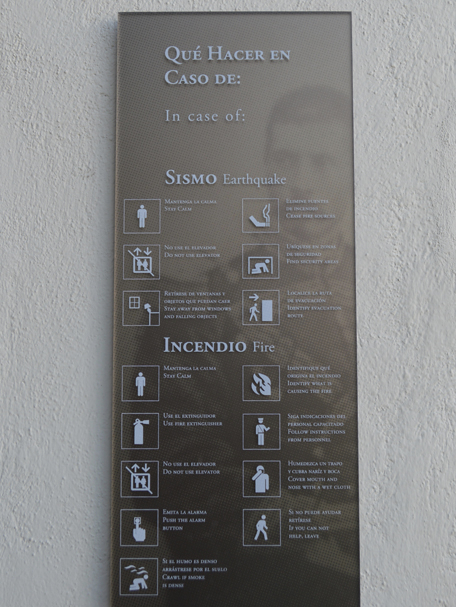 Qué Hacer en
Caso de:
In case of:
Sismo Earthquake
Mantenga la calma
Stay Calm
Elimine fuentes
de incendio
Cease fire sources
No use el elevador
Do not use elevator
Ubíquese en zonas
de seguridad
Find security areas
Retírese de ventanas y
objetos que puedan caer
Stay away from windows
and falling objects
Localice la ruta
de evacuación
Identify evacuation
route
Incendio Fire
Mantenga la calma
Stay Calm
Identifique qué
origina el incendio
Identify what is
causing the fire
Use el extinguidor
Use fire extinguisher
Siga indicaciones del
personal capacitado
Follow instructions
from personnel
No use el elevador
Do not use elevator
Humedezca un trapo
y cubra naríz y boca
Cover mouth and
nose with a wet cloth
Emita la alarma
Push the alarm
button
Si no puede ayudar
retírese
If you can not
help, leave
Si el humo es denso
arrástrese por el suelo
Crawl if smoke
is dense